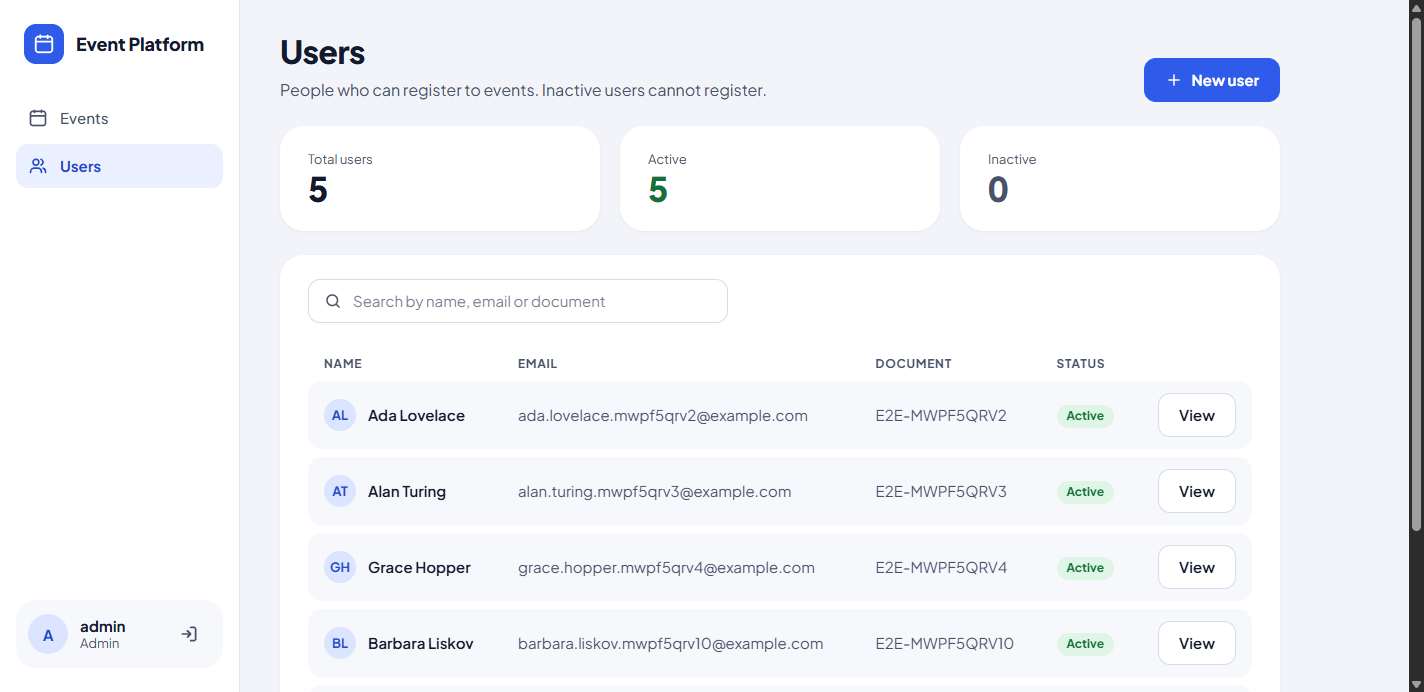 Event Platform
Events
Users
A
admin
Admin
Users
People who can register to events. Inactive users cannot register.
New user
Total users
5
Active
5
Inactive
0
Search by name, email or document
NAME EMAIL DOCUMENT STATUS
AL Ada Lovelace ada.lovelace.mwpf5qrv2@example.com E2E-MWPF5QRV2 Active View
AT Alan Turing alan.turing.mwpf5qrv3@example.com E2E-MWPF5QRV3 Active View
GH Grace Hopper grace.hopper.mwpf5qrv4@example.com E2E-MWPF5QRV4 Active View
BL Barbara Liskov barbara.liskov.mwpf5qrv10@example.com E2E-MWPF5QRV10 Active View